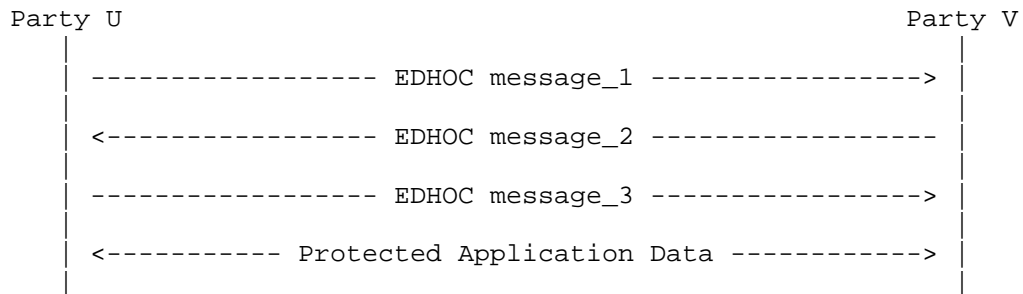 Party U Party V
------------------ EDHOC message_1 ----------------->
<----------------- EDHOC message_2 ------------------
------------------ EDHOC message_3 ----------------->
<----------- Protected Application Data ------------>